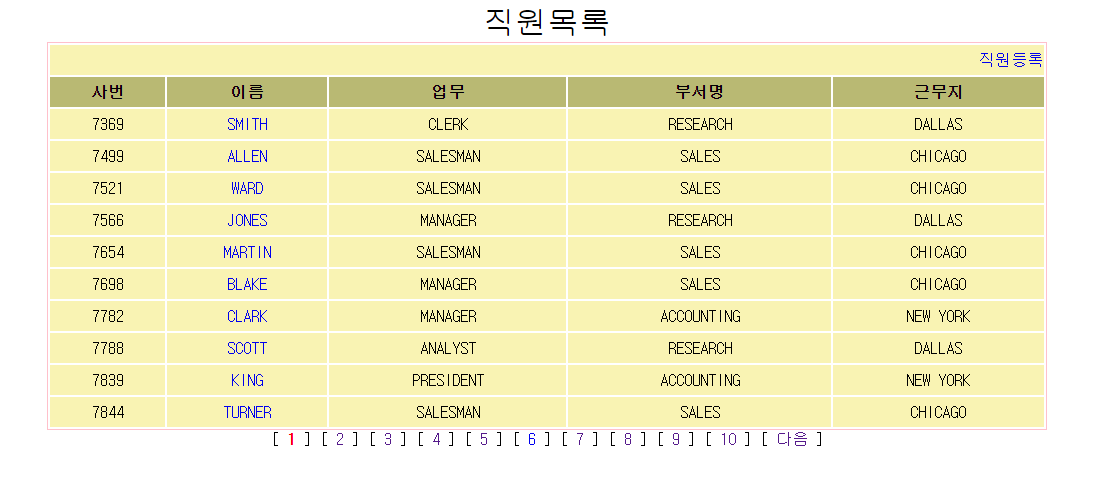 직원목록
직원등록
사번 이름 업무 부서명 근무지
7369 SMITH CLERK RESEARCH DALLAS
7499 ALLEN SALESMAN SALES CHICAGO
7521 WARD SALESMAN SALES CHICAGO
7566 JONES MANAGER RESEARCH DALLAS
7654 MARTIN SALESMAN SALES CHICAGO
7698 BLAKE MANAGER SALES CHICAGO
7782 CLARK MANAGER ACCOUNTING NEW YORK
7788 SCOTT ANALYST RESEARCH DALLAS
7839 KING PRESIDENT ACCOUNTING NEW YORK
7844 TURNER SALESMAN SALES CHICAGO
[ 1 ] [ 2 ] [ 3 ] [ 4 ] [ 5 ] [ 6 ] [ 7 ] [ 8 ] [ 9 ] [ 10 ] [ 다음 ]